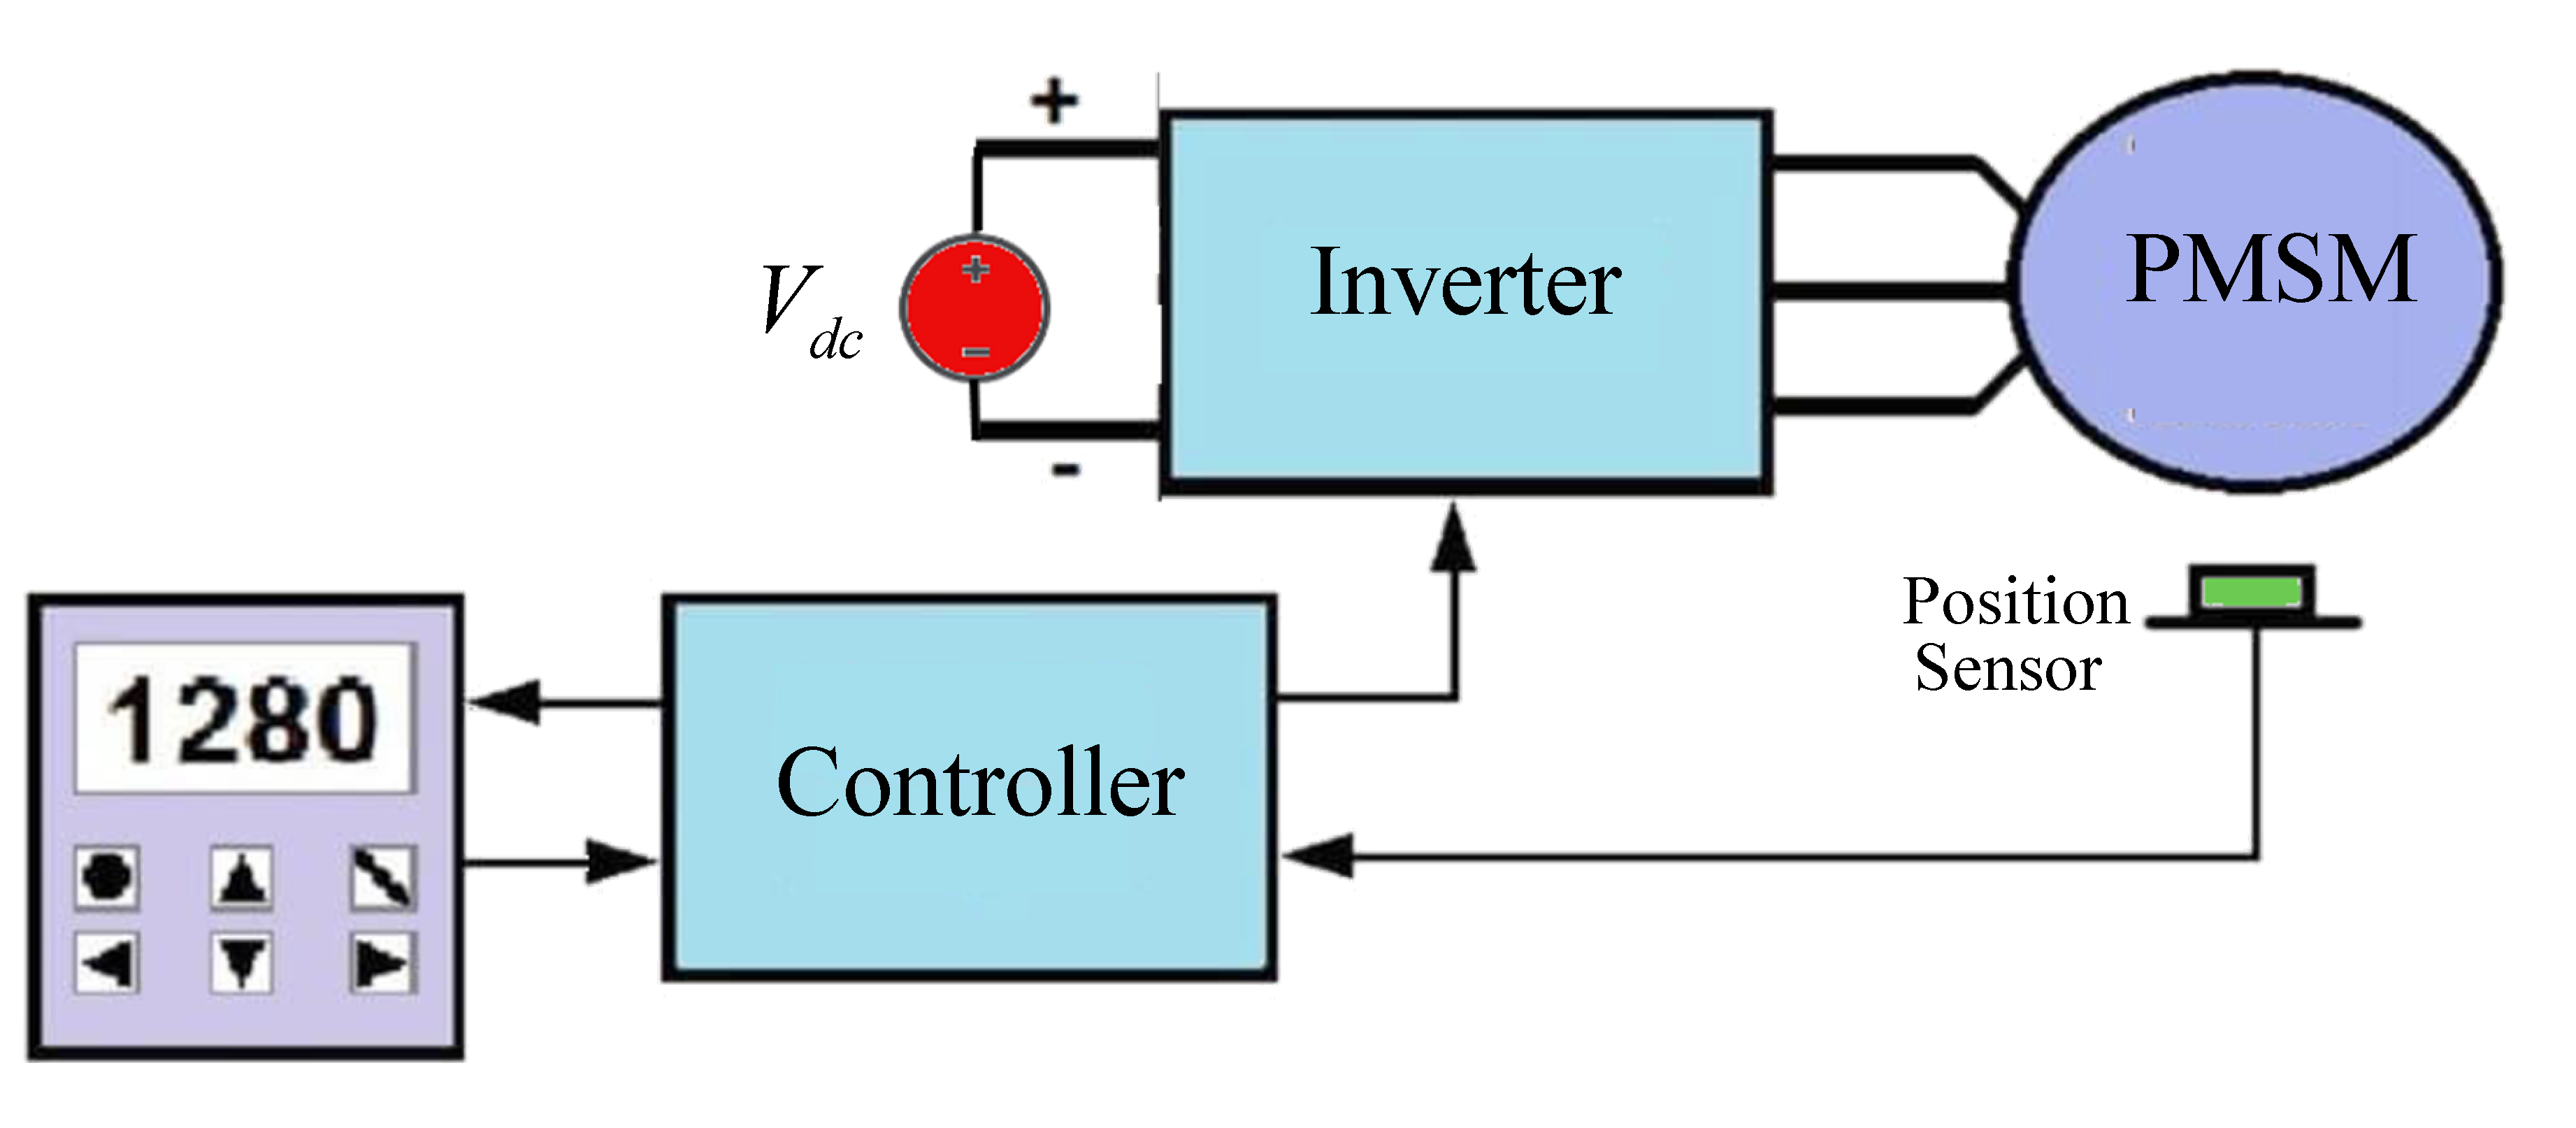 +
Inverter
PMSM
V dc
+
−
-
Position
Sensor
1280
Controller